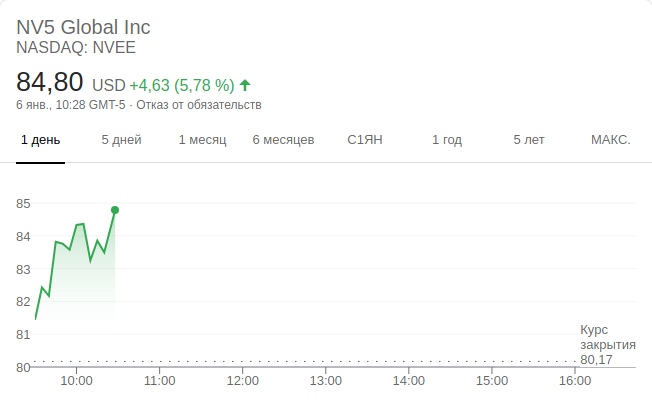 NV5 Global Inc
NASDAQ: NVEE
84,80 USD +4,63 (5,78 %)
6 янв., 10:28 GMT-5 · Отказ от обязательств
1 день 5 дней 1 месяц 6 месяцев С1ЯН 1 год 5 лет МАКС.
85
84
83
82
81
80
Курс
закрытия
80,17
10:00 11:00 12:00 13:00 14:00 15:00 16:00